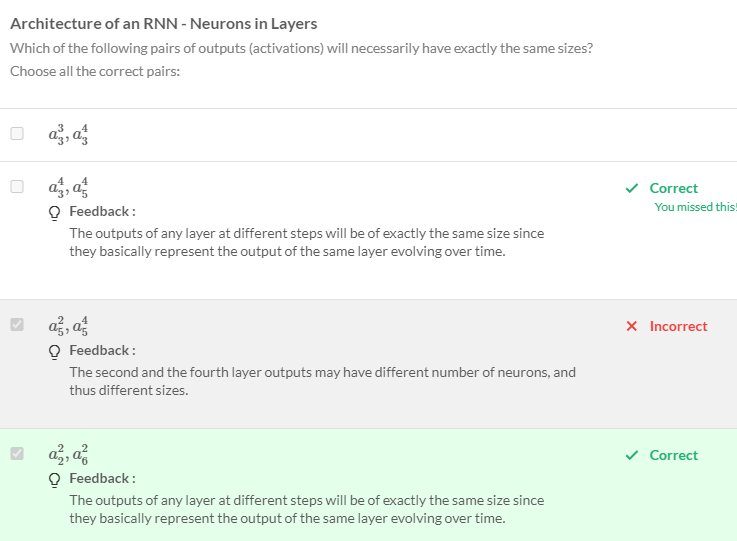 Architecture of an RNN - Neurons in Layers
Which of the following pairs of outputs (activations) will necessarily have exactly the same sizes?
Choose all the correct pairs:
$a_3^3, a_3^4$
$a_3^4, a_5^4$
Correct
You missed this!
Feedback :
The outputs of any layer at different steps will be of exactly the same size since
they basically represent the output of the same layer evolving over time.
$a_5^2, a_5^4$
Incorrect
Feedback :
The second and the fourth layer outputs may have different number of neurons, and
thus different sizes.
$a_2^2, a_6^2$
Correct
Feedback :
The outputs of any layer at different steps will be of exactly the same size since
they basically represent the output of the same layer evolving over time.